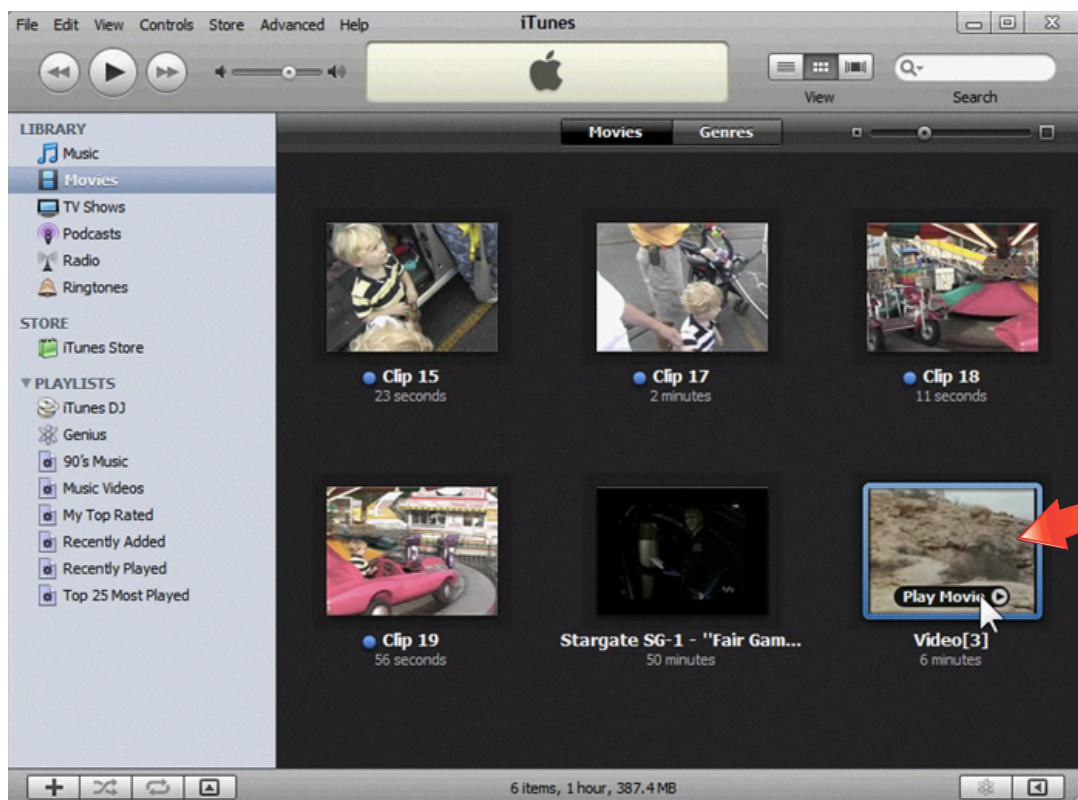 File Edit View Controls Store Advanced Help
iTunes
View
Search
LIBRARY
Music
Movies
TV Shows
Podcasts
Radio
Ringtones
STORE
iTunes Store
PLAYLISTS
iTunes DJ
Genius
90's Music
Music Videos
My Top Rated
Recently Added
Recently Played
Top 25 Most Played
Movies Genres
Clip 15
23 seconds
Clip 17
2 minutes
Clip 18
11 seconds
Clip 19
56 seconds
Stargate SG-1 - "Fair Gam...
50 minutes
Play Movie
Video[3]
6 minutes
6 items, 1 hour, 387.4 MB